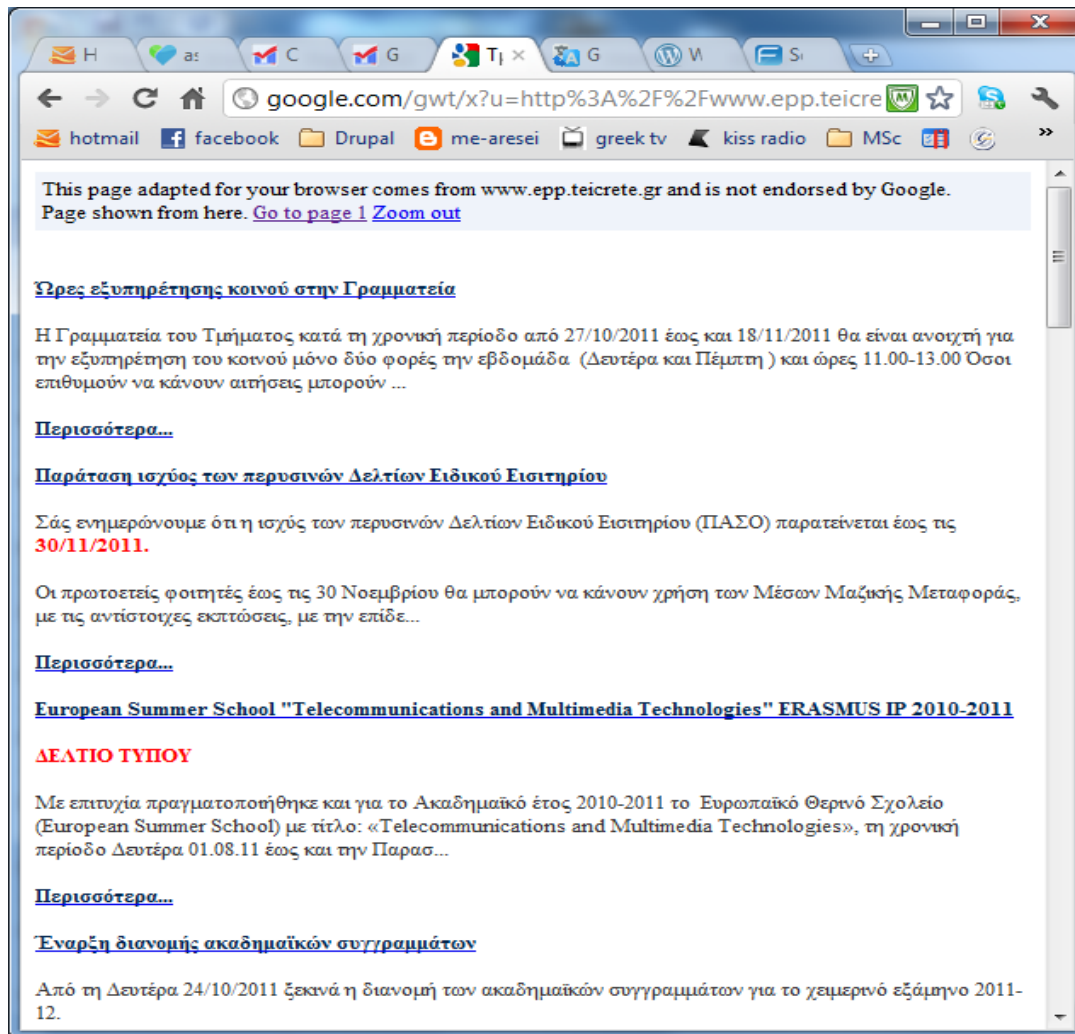 H
as
C
G
Τμ
G
W
Se
google.com/gwt/x?u=http%3A%2F%2Fwww.epp.teicre
hotmail facebook Drupal me-aresei greek tv kiss radio MSc »
This page adapted for your browser comes from www.epp.teicrete.gr and is not endorsed by Google.
Page shown from here. Go to page 1 Zoom out
Ώρες εξυπηρέτησης κοινού στην Γραμματεία
Η Γραμματεία του Τμήματος κατά τη χρονική περίοδο από 27/10/2011 έως και 18/11/2011 θα είναι ανοιχτή για
την εξυπηρέτηση του κοινού μόνο δύο φορές την εβδομάδα (Δευτέρα και Πέμπτη ) και ώρες 11.00-13.00 Όσοι
επιθυμούν να κάνουν αιτήσεις μπορούν ...
Περισσότερα...
Παράταση ισχύος των περυσινών Δελτίων Ειδικού Εισιτηρίου
Σάς ενημερώνουμε ότι η ισχύς των περυσινών Δελτίων Ειδικού Εισιτηρίου (ΠΑΣΟ) παρατείνεται έως τις
30/11/2011.
Οι πρωτοετείς φοιτητές έως τις 30 Νοεμβρίου θα μπορούν να κάνουν χρήση των Μέσων Μαζικής Μεταφοράς,
με τις αντίστοιχες εκπτώσεις, με την επίδε...
Περισσότερα...
European Summer School "Telecommunications and Multimedia Technologies" ERASMUS IP 2010-2011
ΔΕΛΤΙΟ ΤΥΠΟΥ
Με επιτυχία πραγματοποιήθηκε και για το Ακαδημαϊκό έτος 2010-2011 το Ευρωπαϊκό Θερινό Σχολείο
(European Summer School) με τίτλο: «Telecommunications and Multimedia Technologies», τη χρονική
περίοδο Δευτέρα 01.08.11 έως και την Παρασ...
Περισσότερα...
Έναρξη διανομής ακαδημαϊκών συγγραμμάτων
Από τη Δευτέρα 24/10/2011 ξεκινά η διανομή των ακαδημαϊκών συγγραμμάτων για το χειμερινό εξάμηνο 2011-
12.